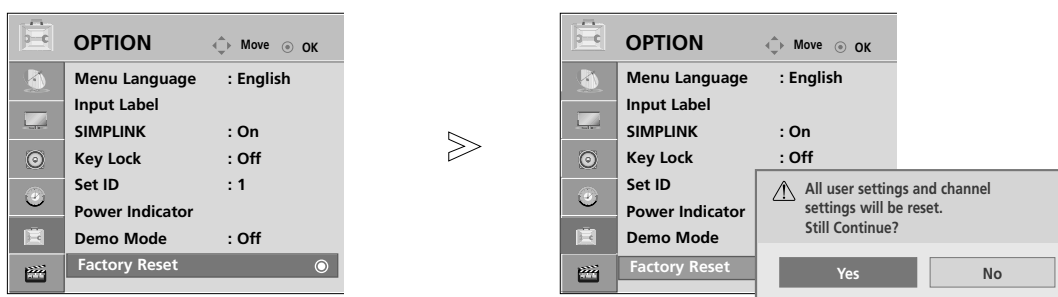 OPTION Move OK
Menu Language : English
Input Label
SIMPLINK : On
Key Lock : Off
Set ID : 1
Power Indicator
Demo Mode : Off
Factory Reset
OPTION Move OK
Menu Language : English
Input Label
SIMPLINK : On
Key Lock : Off
Set ID
Power Indicator
Demo Mode
Factory Reset
All user settings and channel
settings will be reset.
Still Continue?
Yes No